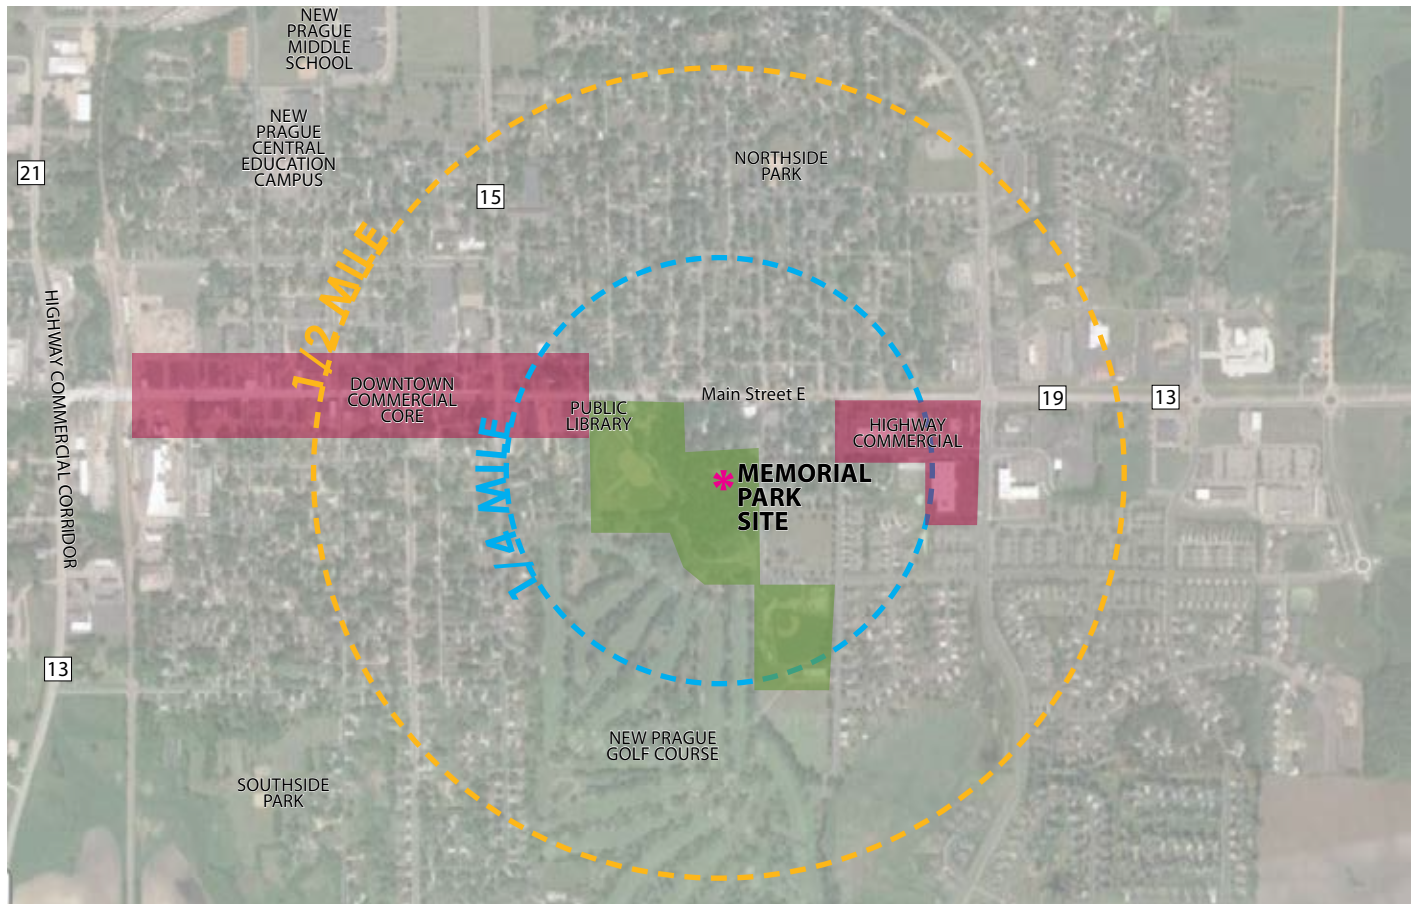 NEW
PRAGUE
MIDDLE
SCHOOL
NEW
PRAGUE
CENTRAL
EDUCATION
CAMPUS
NORTHSIDE
PARK
21
15
1/2 MILE
HIGHWAY COMMERCIAL CORRIDOR
DOWNTOWN
COMMERCIAL
CORE
PUBLIC
LIBRARY
Main Street E
19
13
HIGHWAY
COMMERCIAL
1/4 MILE
MEMORIAL
PARK
SITE
13
NEW PRAGUE
GOLF COURSE
SOUTHSIDE
PARK